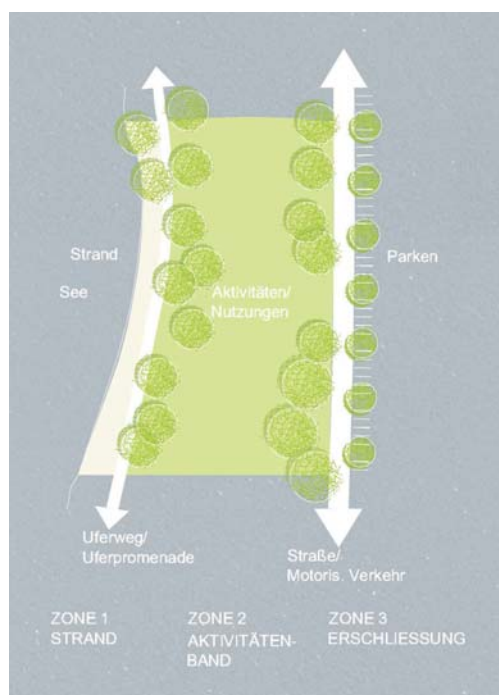 Strand
See
Aktivitäten/
Nutzungen
Parken
Uferweg/
Uferpromenade
Straße/
Motoris. Verkehr
ZONE 1
STRAND
ZONE 2
AKTIVITÄTEN-
BAND
ZONE 3
ERSCHLIESSUNG